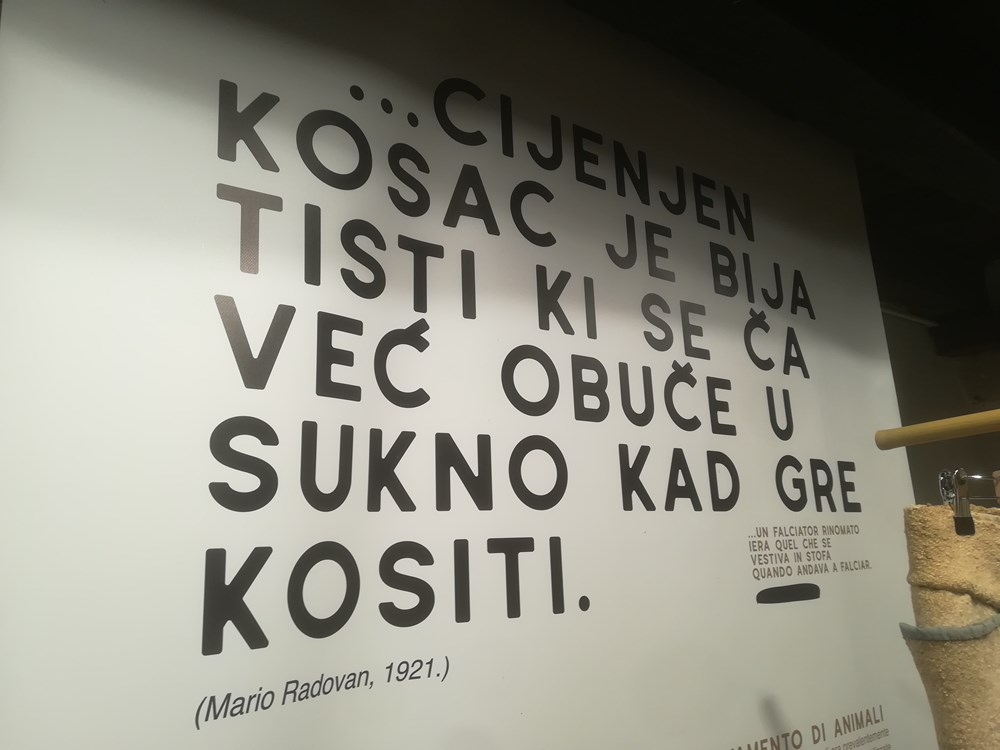 ...CIJENJEN
KOSAC JE BIJA
TISTI KI SE ČA
VEĆ OBUČE U
SUKNO KAD GRE
KOSITI.
...UN FALCIATOR RINOMATO
IERA QUEL CHE SE
VESTIVA IN STOFA
QUANDO ANDAVA A FALCIAR.
(Mario Radovan, 1921.)
DI ANIMALI
prevalentemente